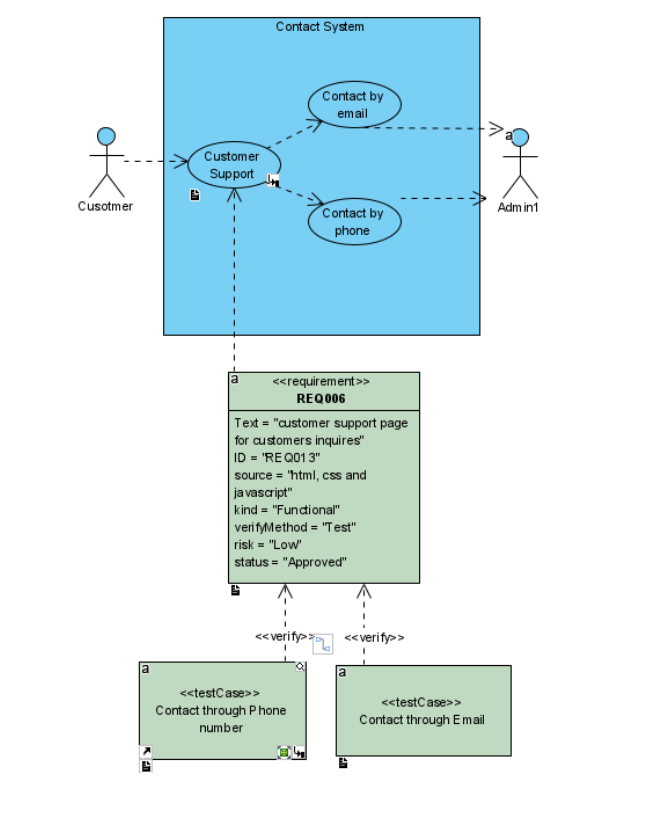 Contact System
Contact by
email
a
Customer
Support
Cusotmer
Contact by
phone
Admin1
a
<<requirement>>
REQ006
Text = "customer support page
for customers inquires"
ID = "REQ013"
source = "html, css and
javascript"
kind = "Functional"
verifyMethod = "Test"
risk = "Low"
status = "Approved"
<<verify>>
<<verify>>
a
<<testCase>>
Contact through Phone
number
a
<<testCase>>
Contact through Email